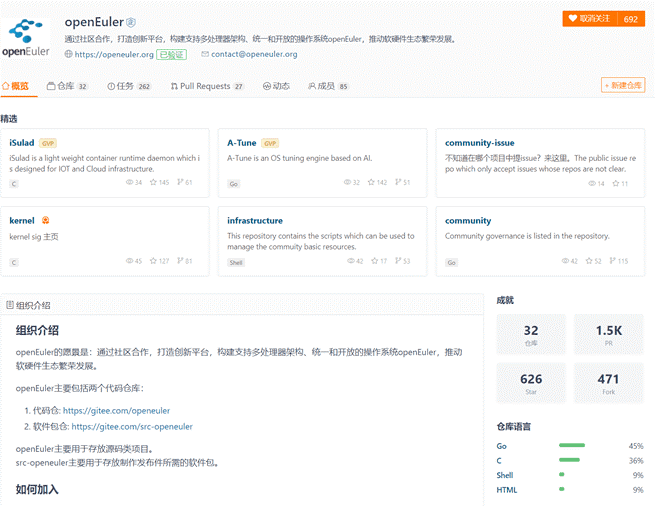 openEuler
openEuler
通过社区合作，打造创新平台，构建支持多处理器架构、统一和开放的操作系统openEuler，推动软硬件生态繁荣发展。
https://openeuler.org 已验证 contact@openeuler.org
取消关注 692
概览 仓库 32 任务 262 Pull Requests 27 动态 成员 85
+ 新建仓库
精选
iSulad GVP
iSulad is a light weight container runtime daemon which i
s designed for IOT and Cloud infrastructure.
C 34 145 61
A-Tune GVP
A-Tune is an OS tuning engine based on AI.
Go 32 142 51
community-issue
不知道在哪个项目中提issue？来这里。The public issue re
po which only accept issues whose repos are not clear.
14 11
kernel
kernel sig 主页
C 45 127 81
infrastructure
This repository contains the scripts which can be used to
manage the commuity basic resources.
Shell 42 17 53
community
Community governance is listed in the repository.
Go 42 52 115
组织介绍
组织介绍
openEuler的愿景是：通过社区合作，打造创新平台，构建支持多处理器架构、统一和开放的操作系统openEuler，推动
软硬件生态繁荣发展。
openEuler主要包括两个代码仓库：
1. 代码仓: https://gitee.com/openeuler
2. 软件包仓: https://gitee.com/src-openeuler
openEuler主要用于存放源码类项目。
src-openeuler主要用于存放制作发布件所需的软件包。
如何加入
成就
32
仓库
1.5K
PR
626
Star
471
Fork
仓库语言
Go 45%
C 36%
Shell 9%
HTML 9%